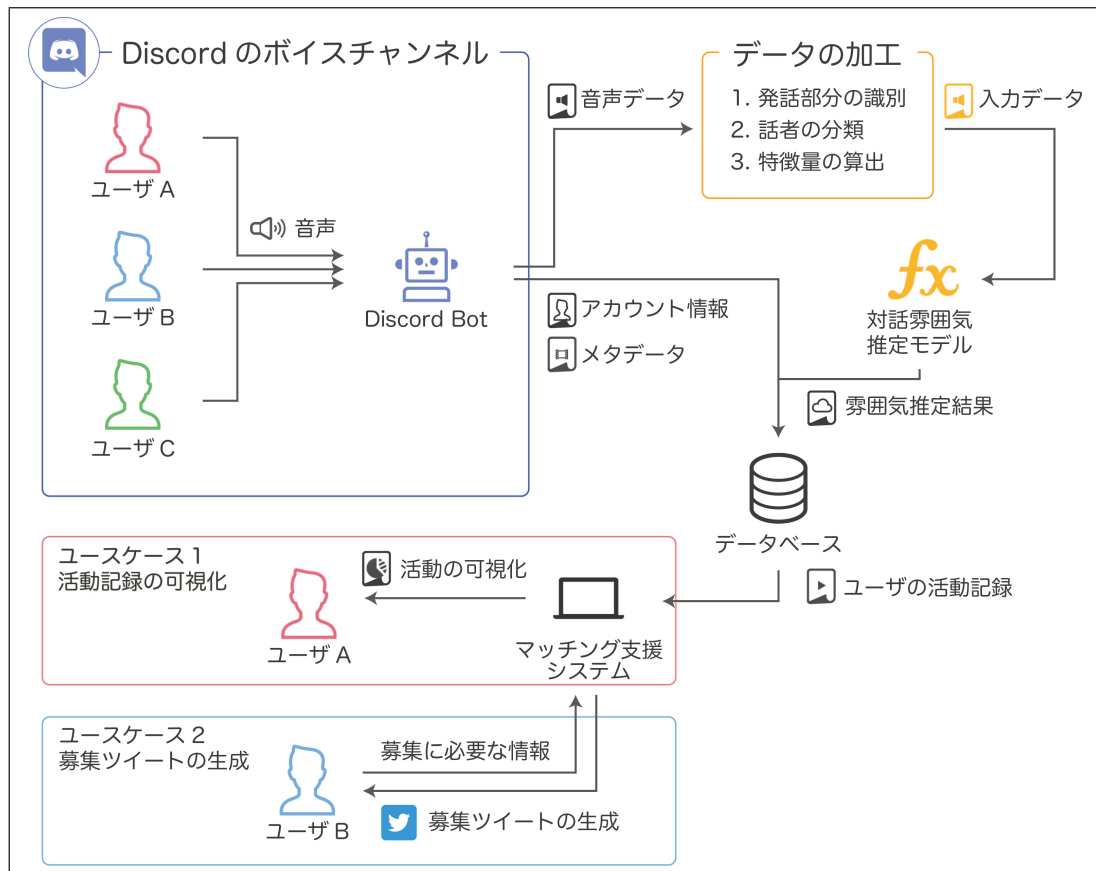 Discord のボイスチャンネル
ユーザ A
ユーザ B
ユーザ C
音声
Discord Bot
音声データ
データの加工
1. 発話部分の識別
2. 話者の分類
3. 特徴量の算出
入力データ
fx
対話雰囲気
推定モデル
アカウント情報
メタデータ
雰囲気推定結果
データベース
ユーザの活動記録
ユースケース 1
活動記録の可視化
活動の可視化
ユーザ A
マッチング支援
システム
ユースケース 2
募集ツイートの生成
募集に必要な情報
ユーザ B
募集ツイートの生成